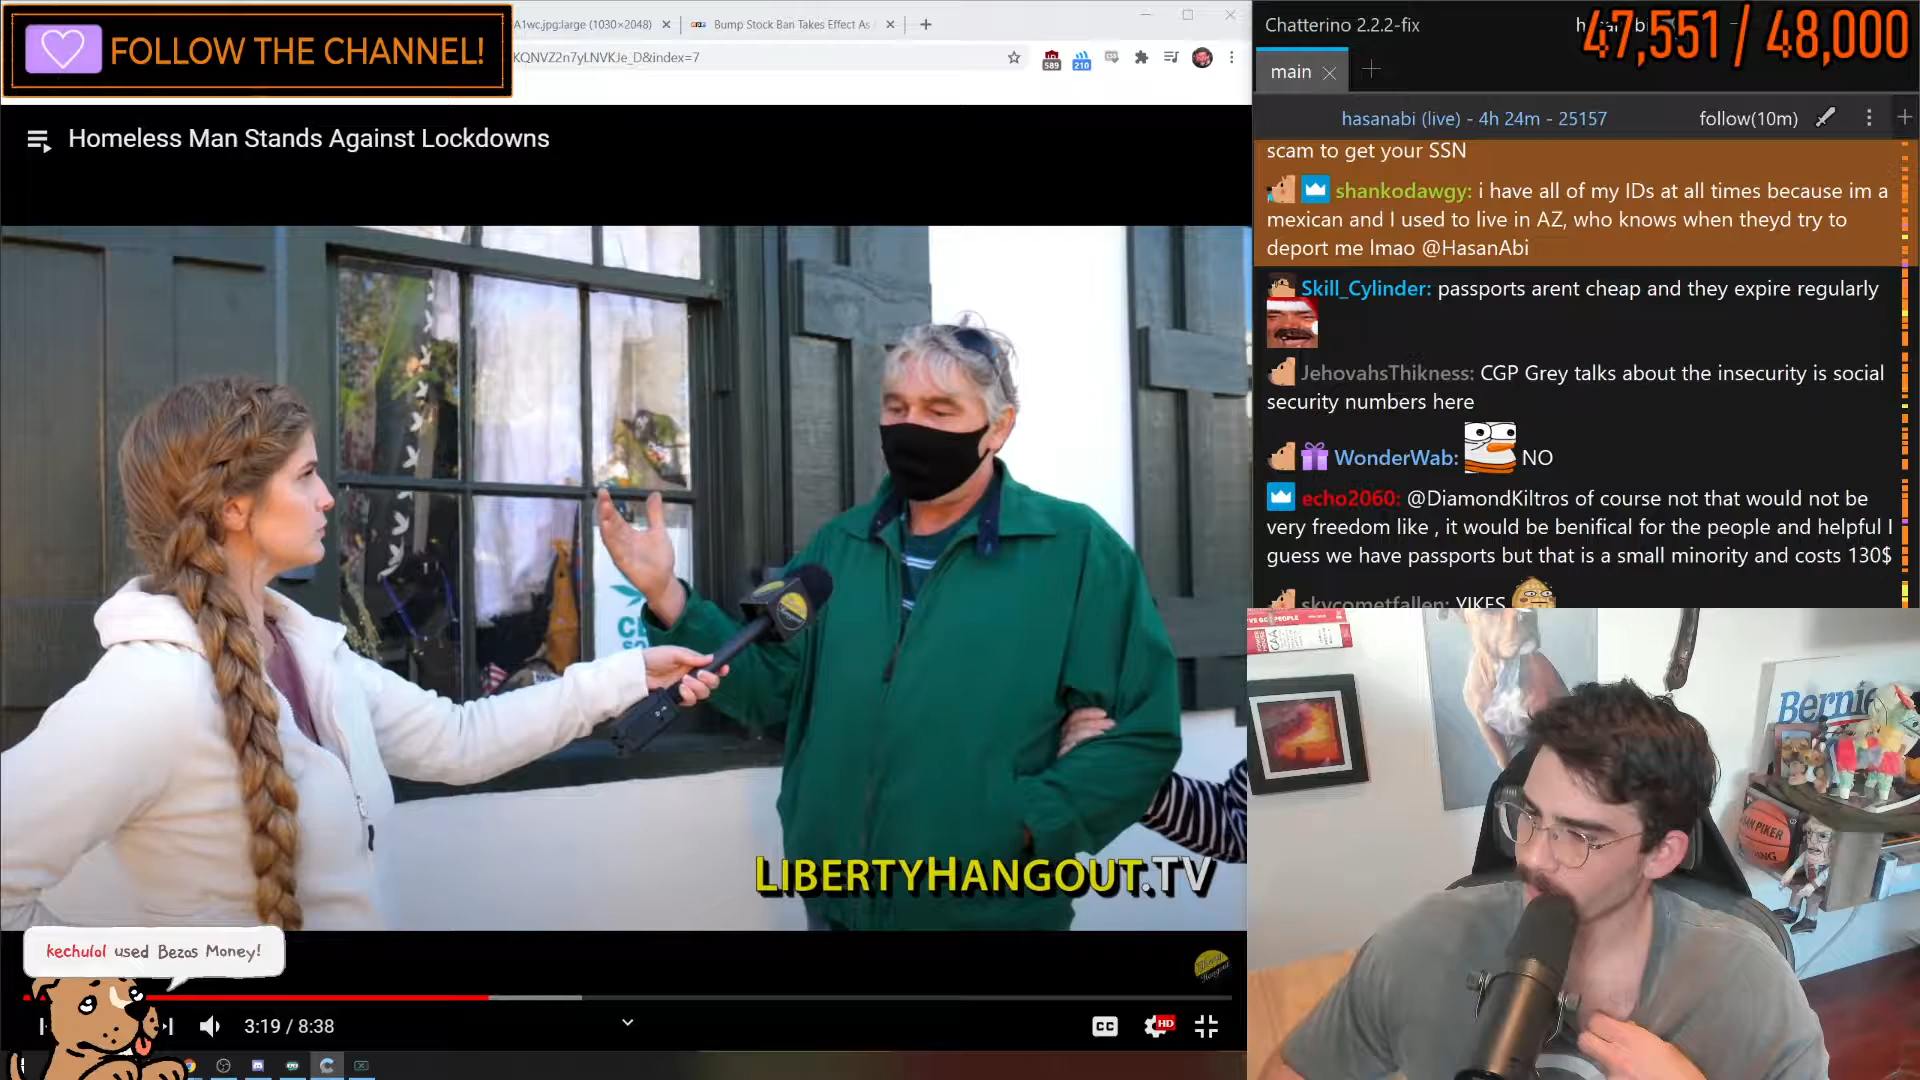 FOLLOW THE CHANNEL!
A1wc.jpg:large (1030×2048)
Bump Stock Ban Takes Effect As
KQNVZ2n7yLNVKJe_D&index=7
589
210
Homeless Man Stands Against Lockdowns
LIBERTYHANGOUT.TV
kechulol used Bezos Money!
3:19 / 8:38
CC
HD
Chatterino 2.2.2-fix
47,551 / 48,000
main
hasanabi (live) - 4h 24m - 25157
follow(10m)
scam to get your SSN
shankodawgy: i have all of my IDs at all times because im a
mexican and I used to live in AZ, who knows when theyd try to
deport me lmao @HasanAbi
Skill_Cylinder: passports arent cheap and they expire regularly
JehovahsThikness: CGP Grey talks about the insecurity is social
security numbers here
WonderWab: NO
echo2060: @DiamondKiltros of course not that would not be
very freedom like , it would be benifical for the people and helpful I
guess we have passports but that is a small minority and costs 130$
skycometfallen: YIKES
Bernie